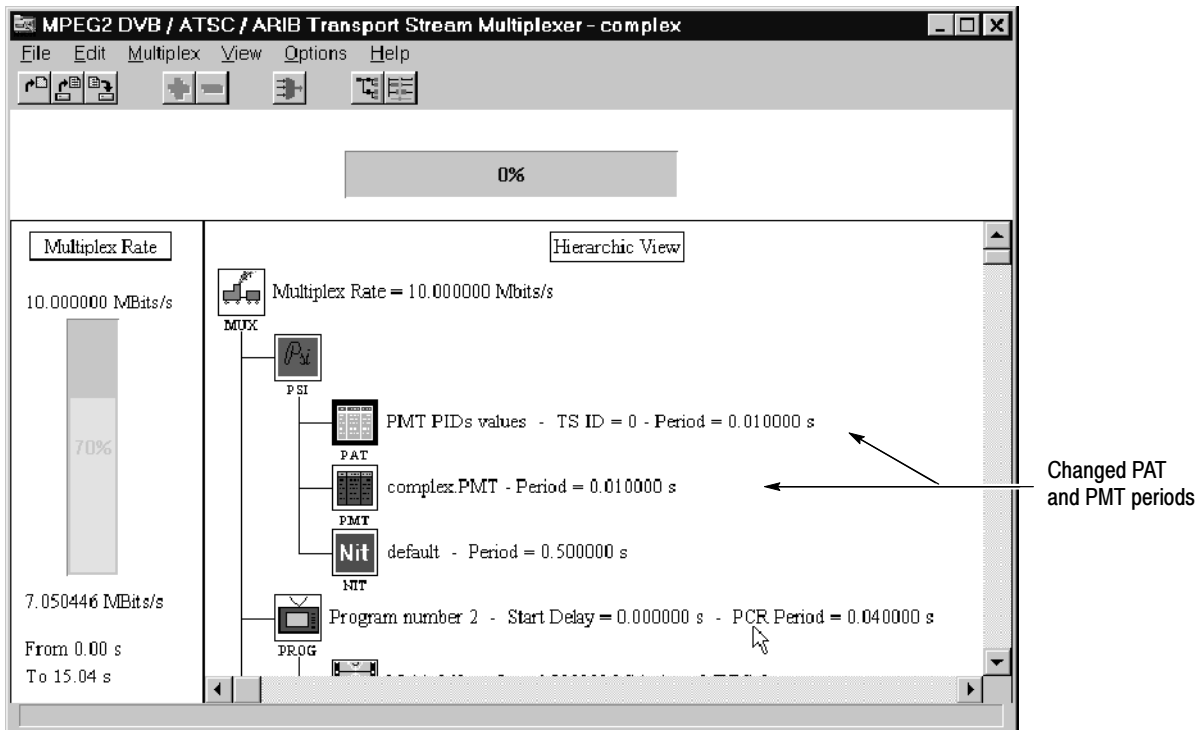 MPEG2 DVB / ATSC / ARIB Transport Stream Multiplexer - complex
File Edit Multiplex View Options Help
0%
Multiplex Rate
10.000000 MBits/s
70%
7.050446 MBits/s
From 0.00 s
To 15.04 s
Hierarchic View
Multiplex Rate = 10.000000 Mbits/s
MUX
Psi
PSI
PMT PIDs values - TS ID = 0 - Period = 0.010000 s
PAT
complex.PMT - Period = 0.010000 s
PMT
Nit
default - Period = 0.500000 s
NIT
Program number 2 - Start Delay = 0.000000 s - PCR Period = 0.040000 s
PROG
Changed PAT
and PMT periods